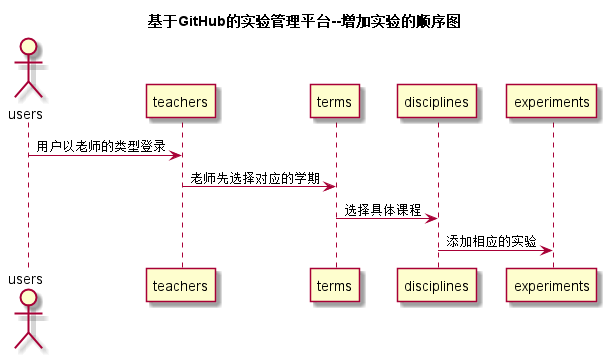 基于GitHub的实验管理平台--增加实验的顺序图
users
teachers
terms
disciplines
experiments
用户以老师的类型登录
老师先选择对应的学期
选择具体课程
添加相应的实验
users
teachers
terms
disciplines
experiments